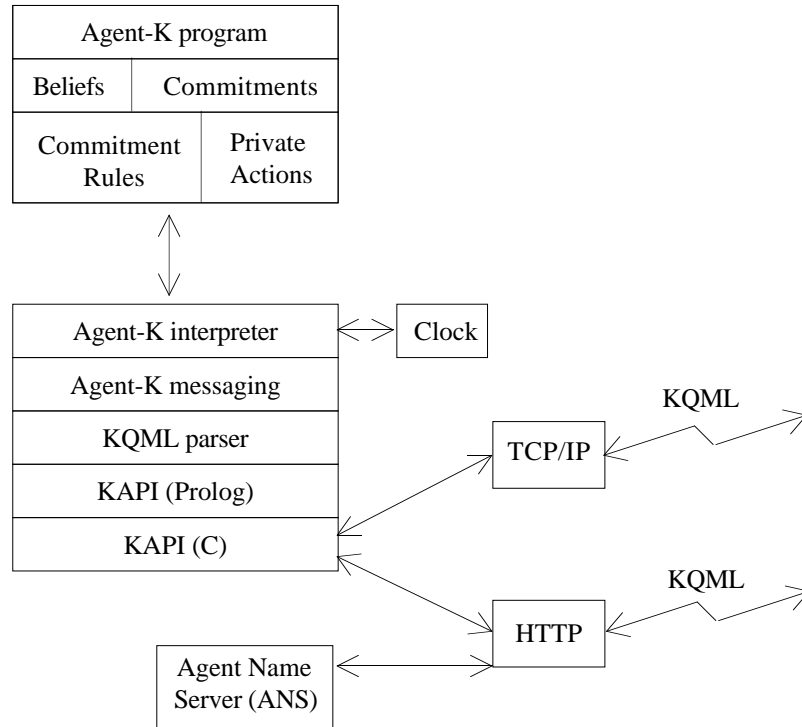 Agent-K program
Beliefs
Commitments
Commitment
Rules
Private
Actions
Agent-K interpreter
Clock
Agent-K messaging
KQML parser
KAPI (Prolog)
KAPI (C)
TCP/IP
KQML
HTTP
KQML
Agent Name
Server (ANS)